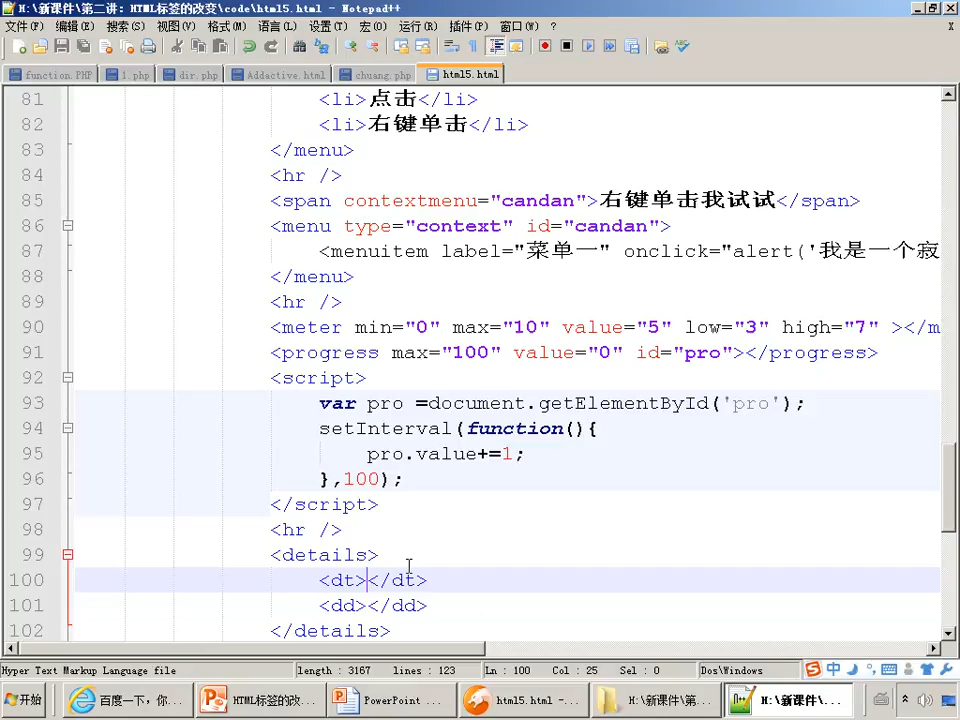 H:\新课件\第二讲：HTML标签的改变\code\html5.html - Notepad++
文件(F) 编辑(E) 搜索(S) 视图(V) 格式(M) 语言(L) 设置(T) 宏(O) 运行(R) 插件(P) 窗口(W) ? X
function.PHP 1.php dir.php Addactive.html chuang.php html5.html
81 <li>点击</li>
82 <li>右键单击</li>
83 </menu>
84 <hr />
85 <span contextmenu="candan">右键单击我试试</span>
86 <menu type="context" id="candan">
87 <menuitem label="菜单一" onclick="alert('我是一个寂
88 </menu>
89 <hr />
90 <meter min="0" max="10" value="5" low="3" high="7" ></m
91 <progress max="100" value="0" id="pro"></progress>
92 <script>
93 var pro =document.getElementById('pro');
94 setInterval(function(){
95 pro.value+=1;
96 },100);
97 </script>
98 <hr />
99 <details>
100 <dt></dt>
101 <dd></dd>
102 </details>
Hyper Text Markup Language file length : 3167 lines : 123 Ln : 100 Col : 25 Sel : 0 Dos\Windows 中
开始 百度一下，你... HTML标签的改... PowerPoint ... html5.html -... H:\新课件\第... H:\新课件\...